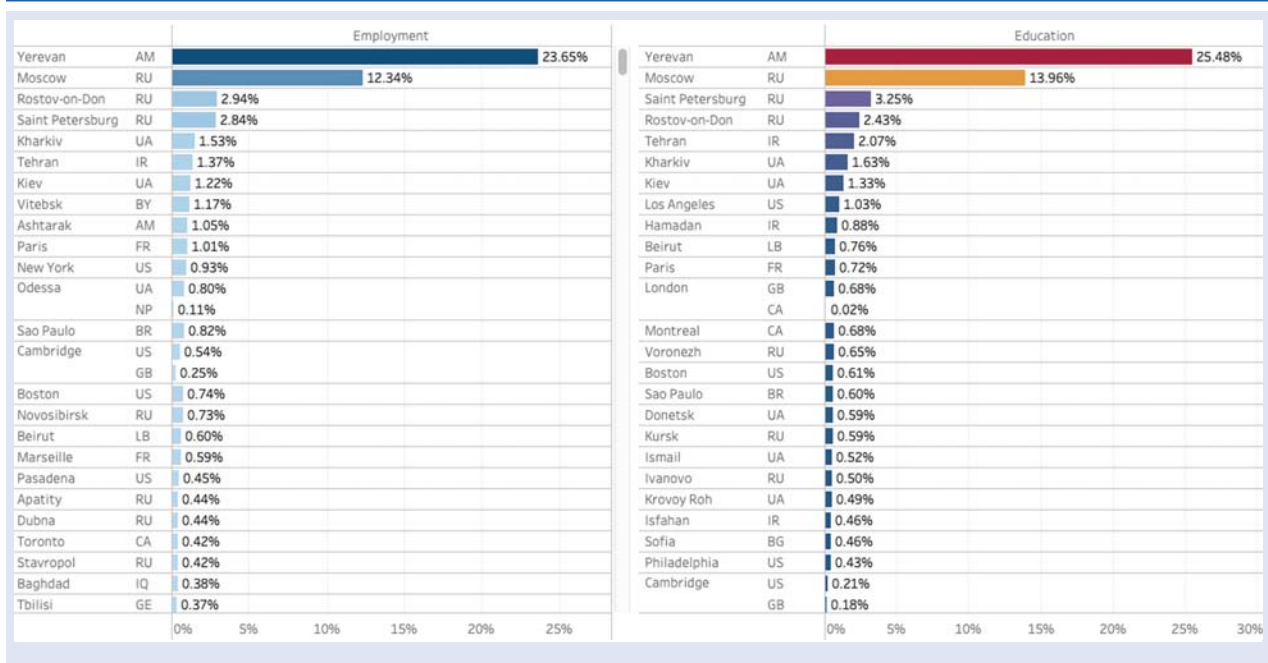 Employment
Yerevan AM 23.65%
Moscow RU 12.34%
Rostov-on-Don RU 2.94%
Saint Petersburg RU 2.84%
Kharkiv UA 1.53%
Tehran IR 1.37%
Kiev UA 1.22%
Vitebsk BY 1.17%
Ashtarak AM 1.05%
Paris FR 1.01%
New York US 0.93%
Odessa UA 0.80%
NP 0.11%
Sao Paulo BR 0.82%
Cambridge US 0.54%
GB 0.25%
Boston US 0.74%
Novosibirsk RU 0.73%
Beirut LB 0.60%
Marseille FR 0.59%
Pasadena US 0.45%
Apatity RU 0.44%
Dubna RU 0.44%
Toronto CA 0.42%
Stavropol RU 0.42%
Baghdad IQ 0.38%
Tbilisi GE 0.37%
0% 5% 10% 15% 20% 25%
Education
Yerevan AM 25.48%
Moscow RU 13.96%
Saint Petersburg RU 3.25%
Rostov-on-Don RU 2.43%
Tehran IR 2.07%
Kharkiv UA 1.63%
Kiev UA 1.33%
Los Angeles US 1.03%
Hamadan IR 0.88%
Beirut LB 0.76%
Paris FR 0.72%
London GB 0.68%
CA 0.02%
Montreal CA 0.68%
Voronezh RU 0.65%
Boston US 0.61%
Sao Paulo BR 0.60%
Donetsk UA 0.59%
Kursk RU 0.59%
Ismail UA 0.52%
Ivanovo RU 0.50%
Krovoy Roh UA 0.49%
Isfahan IR 0.46%
Sofia BG 0.46%
Philadelphia US 0.43%
Cambridge US 0.21%
GB 0.18%
0% 5% 10% 15% 20% 25% 30%